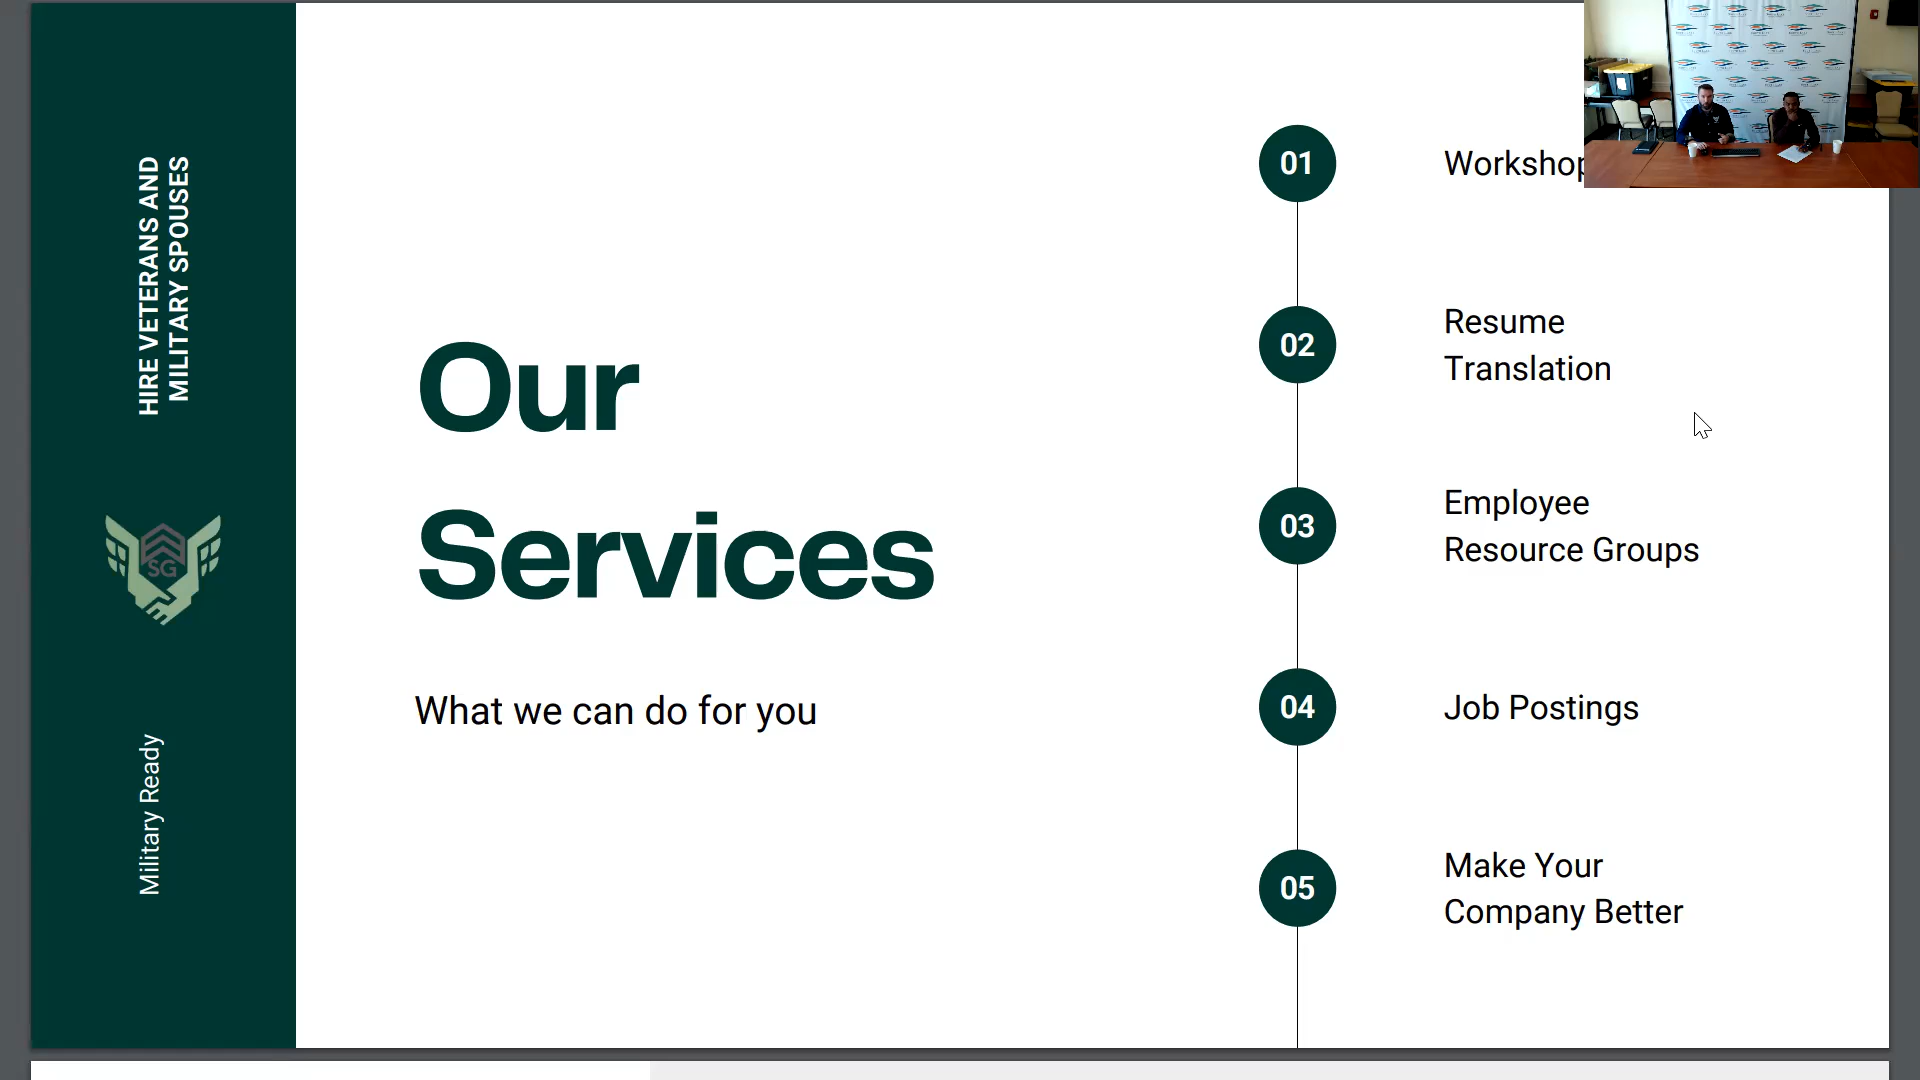 HIRE VETERANS AND
MILITARY SPOUSES
SG
Military Ready
Our
Services
What we can do for you
01
02
Resume
Translation
03
Employee
Resource Groups
04
Job Postings
05
Make Your
Company Better